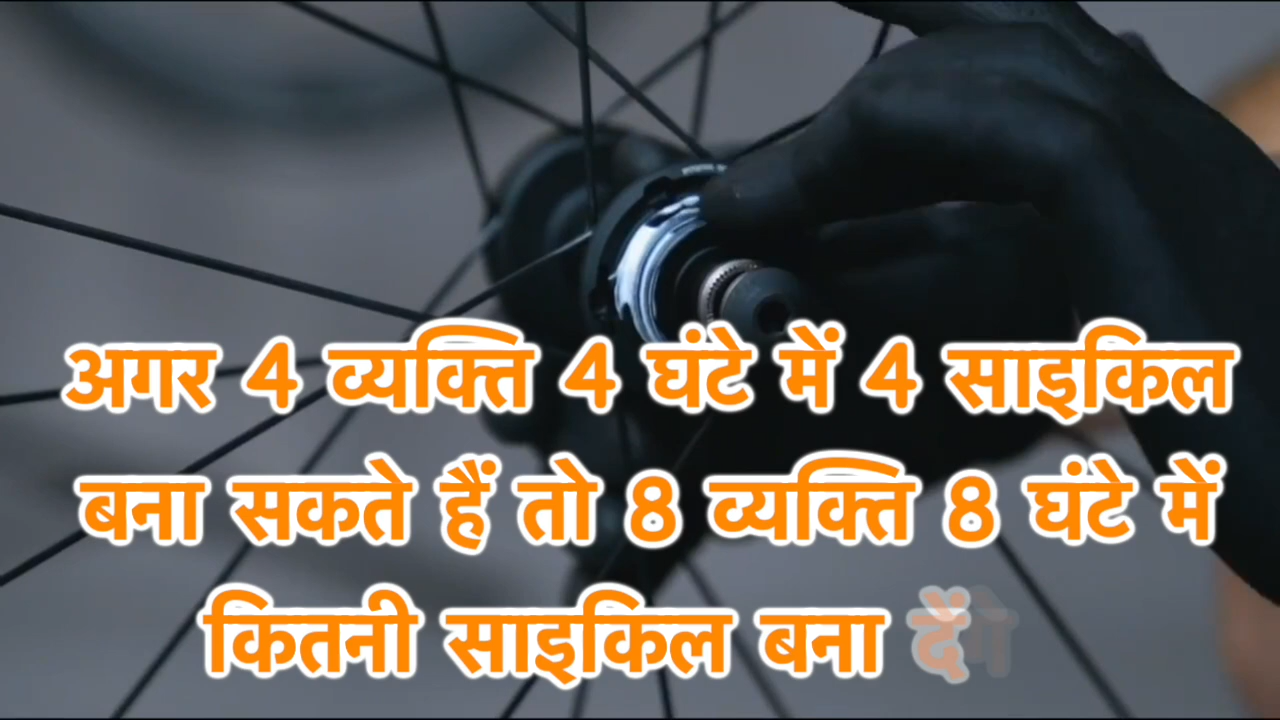 अगर 4 व्यक्ति 4 घंटे में 4 साइकिल
बना सकते हैं तो 8 व्यक्ति 8 घंटे में
कितनी साइकिल बना देंगे